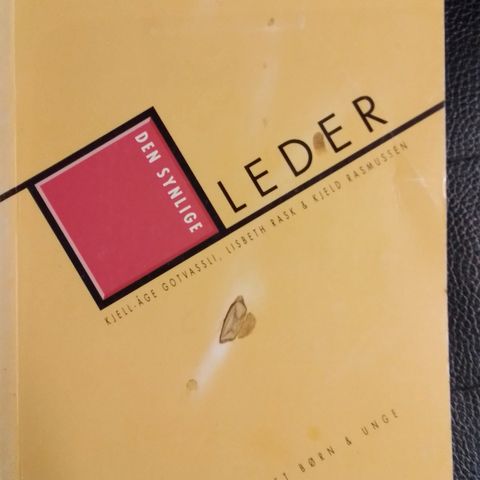 DEN SYNLIGE
LEDER
KJELL-ÅGE GOTVASSLI, LISBETH RASK & KJELD RASMUSSEN
BØRN & UNGE